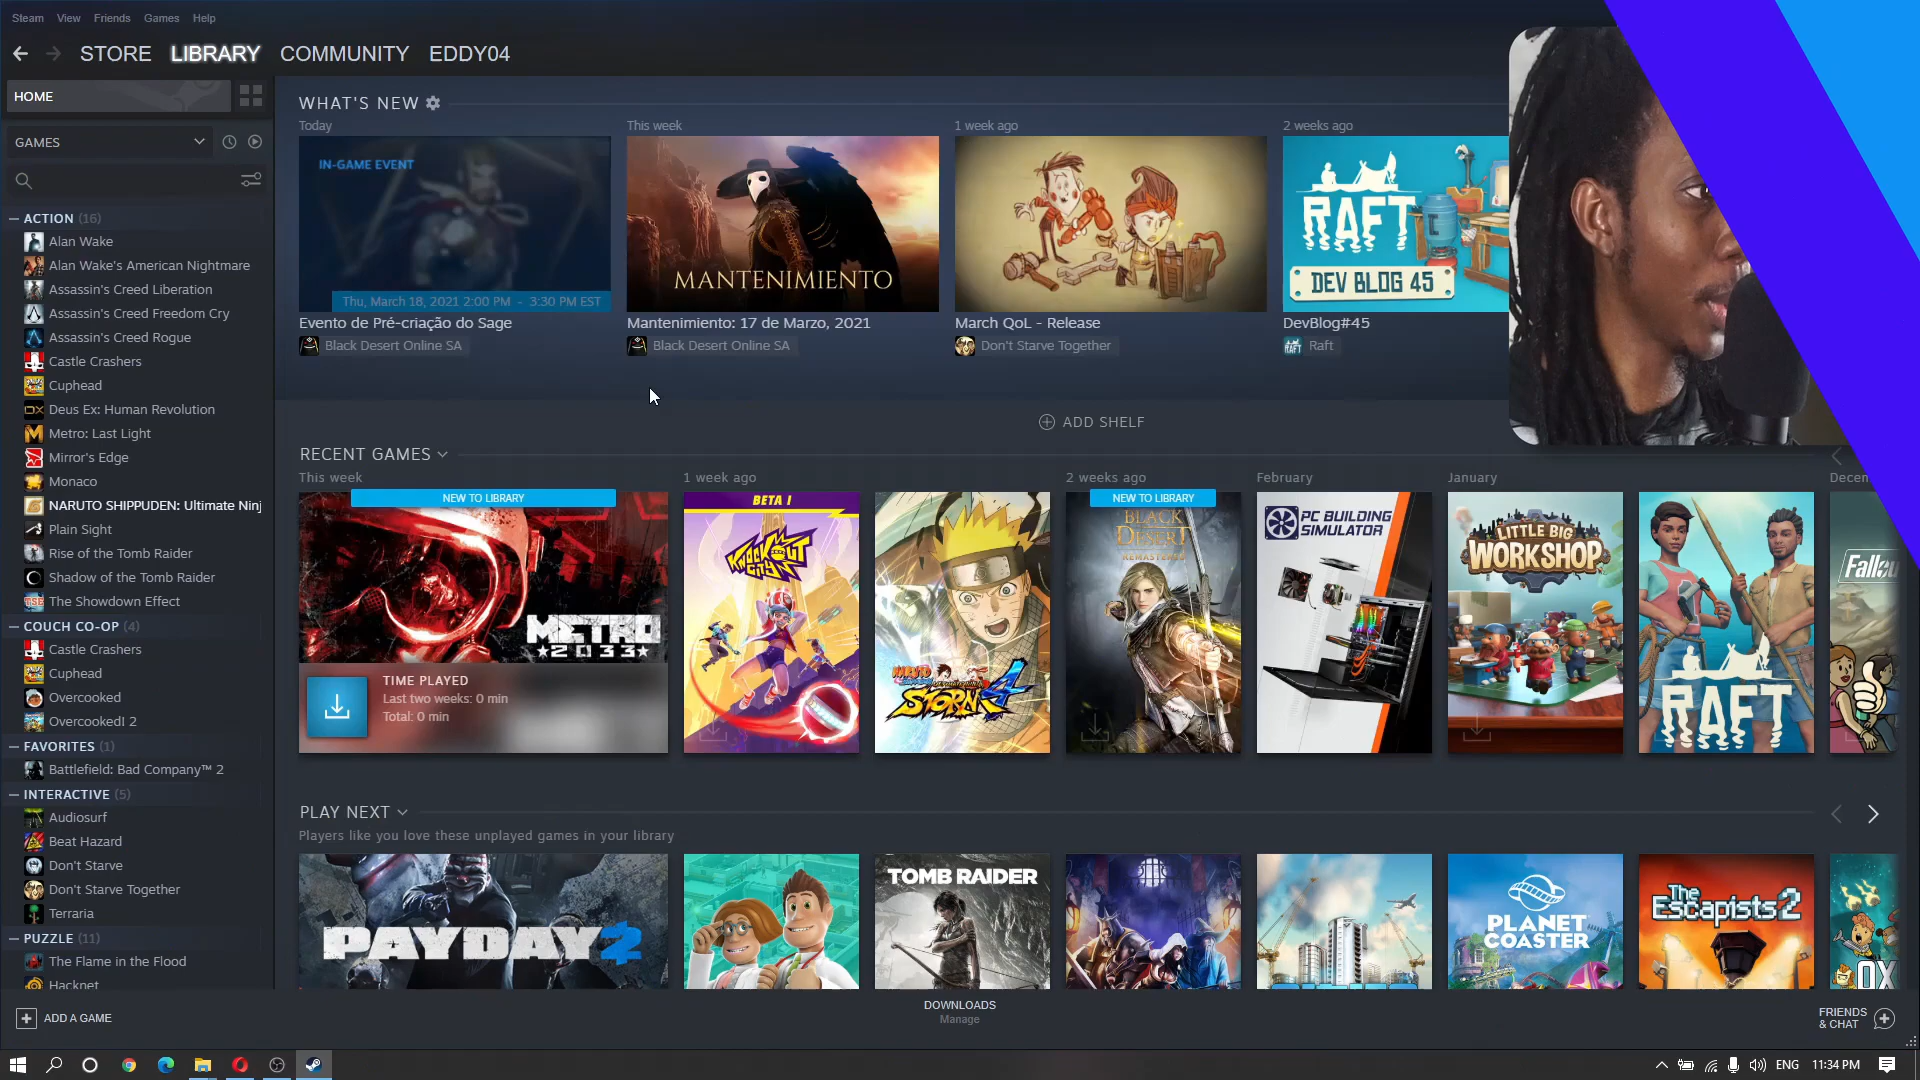 Steam View Friends Games Help
STORE LIBRARY COMMUNITY EDDY04
HOME
GAMES
ACTION (16)
Alan Wake
Alan Wake's American Nightmare
Assassin's Creed Liberation
Assassin's Creed Freedom Cry
Assassin's Creed Rogue
Castle Crashers
Cuphead
Deus Ex: Human Revolution
Metro: Last Light
Mirror's Edge
Monaco
NARUTO SHIPPUDEN: Ultimate Ninj
Plain Sight
Rise of the Tomb Raider
Shadow of the Tomb Raider
The Showdown Effect
COUCH CO-OP (4)
Castle Crashers
Cuphead
Overcooked
Overcooked! 2
FAVORITES (1)
Battlefield: Bad Company™ 2
INTERACTIVE (5)
Audiosurf
Beat Hazard
Don't Starve
Don't Starve Together
Terraria
PUZZLE (11)
The Flame in the Flood
Hacknet
ADD A GAME
WHAT'S NEW
Today
IN-GAME EVENT
Thu, March 18, 2021 2:00 PM - 3:30 PM EST
Evento de Pré-criação do Sage
Black Desert Online SA
This week
MANTENIMIENTO
Mantenimiento: 17 de Marzo, 2021
Black Desert Online SA
1 week ago
March QoL - Release
Don't Starve Together
2 weeks ago
RAFT
DEV BLOG 45
DevBlog#45
Raft
ADD SHELF
RECENT GAMES
This week
NEW TO LIBRARY
METRO
2033
TIME PLAYED
Last two weeks: 0 min
Total: 0 min
1 week ago
BETA 1
KNOCKOUT
CITY
NARUTO
STORM 4
2 weeks ago
NEW TO LIBRARY
BLACK
DESERT
REMASTERED
February
PC BUILDING
SIMULATOR
January
LITTLE BIG
WORKSHOP
RAFT
Decem
Fallou
PLAY NEXT
Players like you love these unplayed games in your library
PAYDAY 2
TOMB RAIDER
PLANET
COASTER
The
Escapists 2
OX
DOWNLOADS
Manage
FRIENDS
& CHAT
ENG 11:34 PM